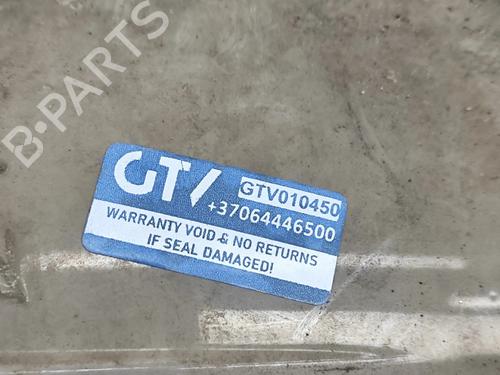 B-PARTS
GTV
GTV010450
+37064446500
WARRANTY VOID & NO RETURNS
IF SEAL DAMAGED!